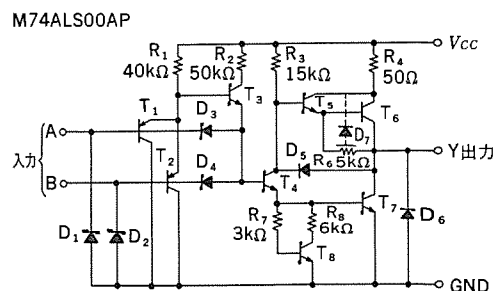 M74ALS00AP
R1
40kΩ
R2
50kΩ
R3
15kΩ
R4
50Ω
Vcc
T1
T2
T3
D3
D4
T5
T6
D7
R6 5kΩ
D5
T4
Y出力
入力
A
B
R7
3kΩ
R8
6kΩ
T7
T8
D1
D2
D6
GND